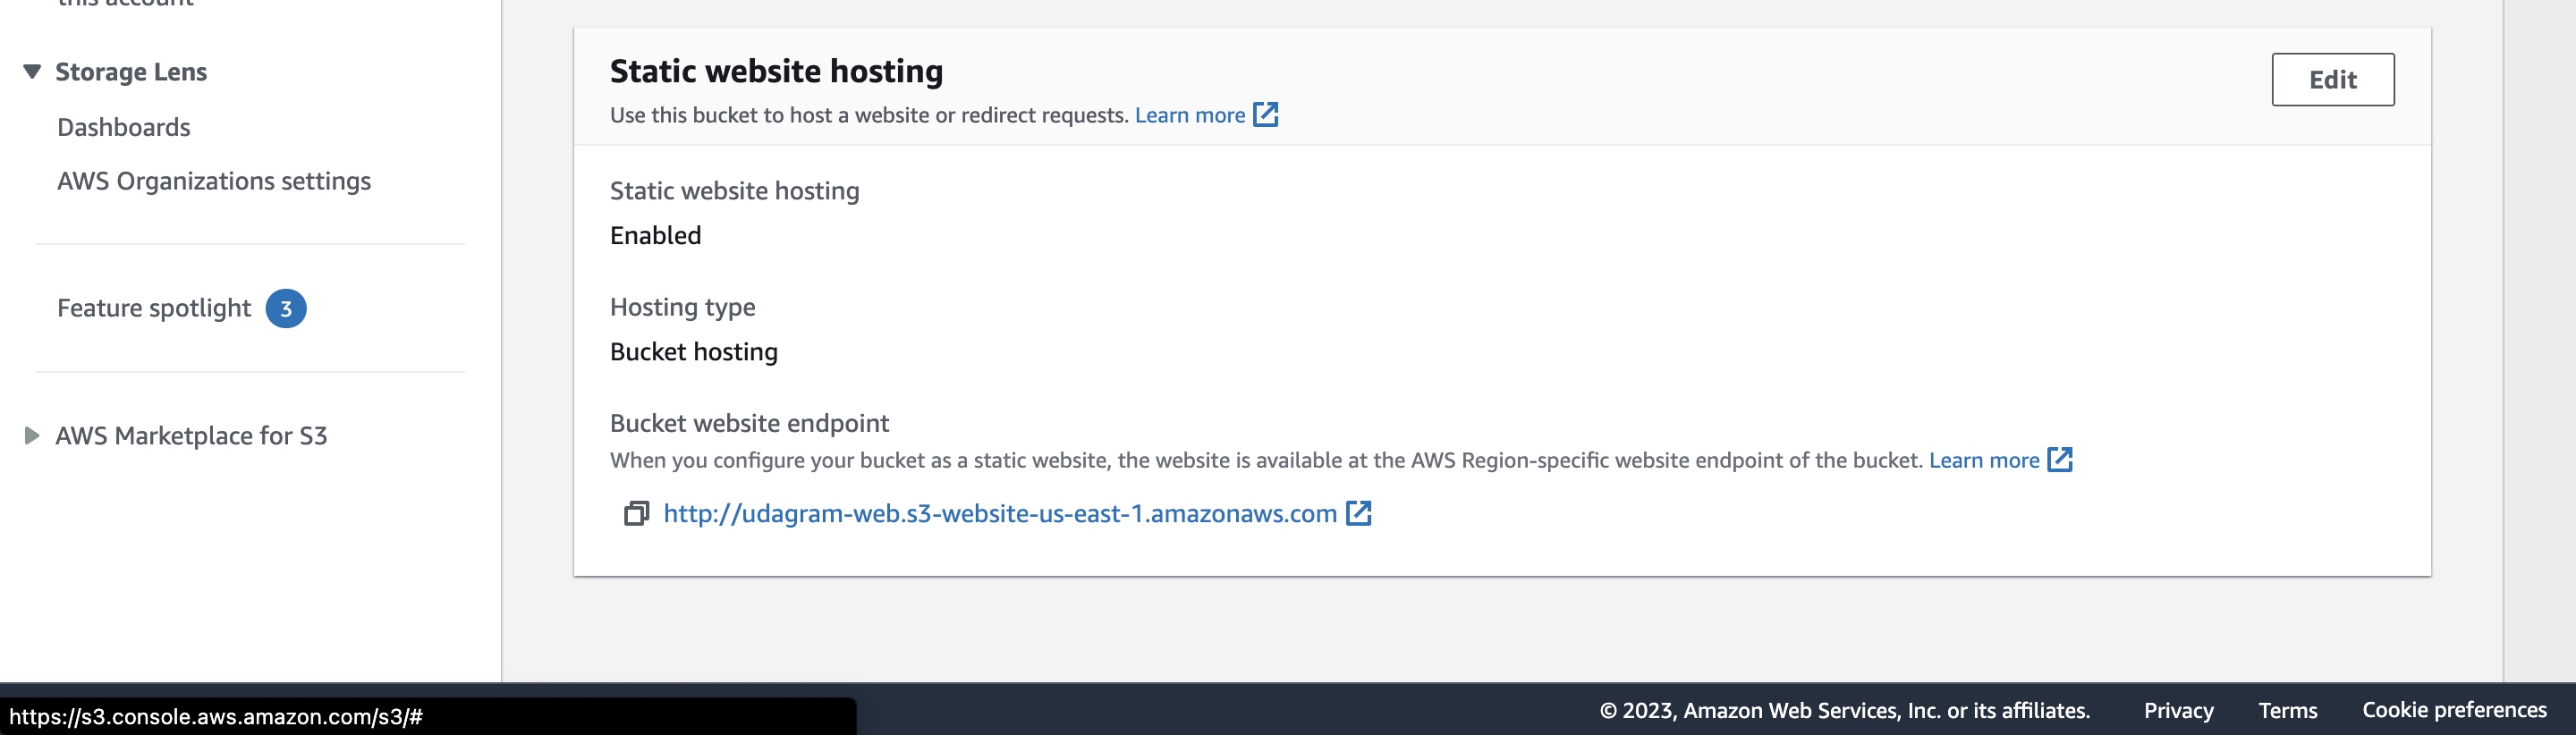 this account
Storage Lens
Dashboards
AWS Organizations settings
Feature spotlight 3
AWS Marketplace for S3
Static website hosting
Edit
Use this bucket to host a website or redirect requests. Learn more
Static website hosting
Enabled
Hosting type
Bucket hosting
Bucket website endpoint
When you configure your bucket as a static website, the website is available at the AWS Region-specific website endpoint of the bucket. Learn more
http://udagram-web.s3-website-us-east-1.amazonaws.com
https://s3.console.aws.amazon.com/s3/#
© 2023, Amazon Web Services, Inc. or its affiliates. Privacy Terms Cookie preferences